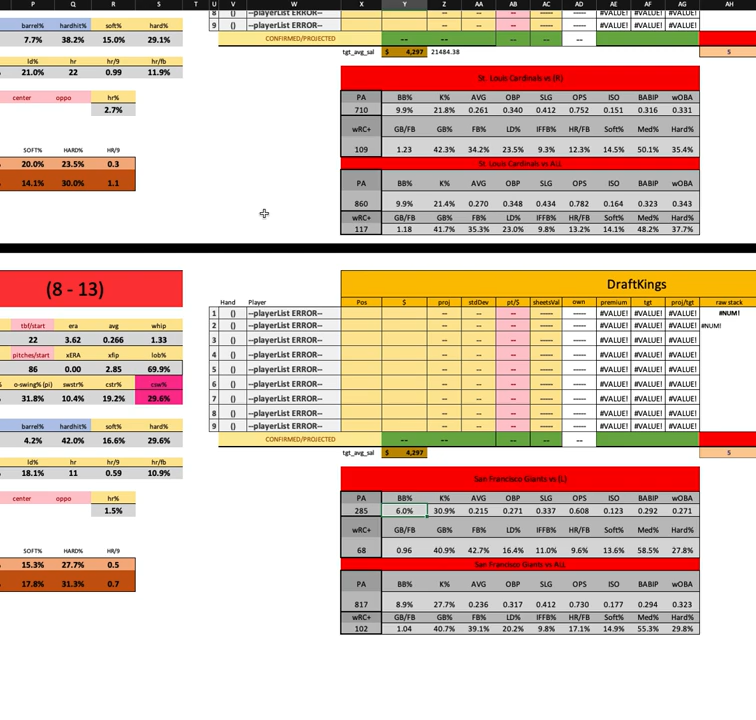 P Q R S T U V W X Y Z AA AB AC AD AE AF AG AH
8 () --playerList ERROR-- -- -- -- ----- ----- #VALUE! #VALUE! #VALUE!
barrel% hardhit% soft% hard% 9 () --playerList ERROR-- -- -- -- ----- ----- #VALUE! #VALUE! #VALUE!
7.7% 38.2% 15.0% 29.1% CONFIRMED/PROJECTED -- -- --
tgt_avg_sal $ 4,297 21484.38 5
ld% hr hr/9 hr/fb
21.0% 22 0.99 11.9% St. Louis Cardinals vs (R)
center oppo hr% PA BB% K% AVG OBP SLG OPS ISO BABIP wOBA
2.7% 710 9.9% 21.8% 0.261 0.340 0.412 0.752 0.151 0.316 0.331
wRC+ GB/FB GB% FB% LD% IFFB% HR/FB Soft% Med% Hard%
SOFT% HARD% HR/9 109 1.23 42.3% 34.2% 23.5% 9.3% 12.3% 14.5% 50.1% 35.4%
20.0% 23.5% 0.3 St. Louis Cardinals vs ALL
14.1% 30.0% 1.1 PA BB% K% AVG OBP SLG OPS ISO BABIP wOBA
860 9.9% 21.4% 0.270 0.348 0.434 0.782 0.164 0.323 0.343
wRC+ GB/FB GB% FB% LD% IFFB% HR/FB Soft% Med% Hard%
117 1.18 41.7% 35.3% 23.0% 9.8% 13.2% 14.1% 48.2% 37.7%
(8 - 13) DraftKings
Hand Player Pos $ proj stdDev pt/$ sheetsVal own premium tgt proj/tgt raw stack
1 () --playerList ERROR-- -- -- -- ----- ----- #VALUE! #VALUE! #VALUE! #NUM!
tbf/start era avg whip 2 () --playerList ERROR-- -- -- -- ----- ----- #VALUE! #VALUE! #VALUE! #NUM!
22 3.62 0.266 1.33 3 () --playerList ERROR-- -- -- -- ----- ----- #VALUE! #VALUE! #VALUE!
pitches/start xERA xfip lob% 4 () --playerList ERROR-- -- -- -- ----- ----- #VALUE! #VALUE! #VALUE!
86 0.00 2.85 69.9% 5 () --playerList ERROR-- -- -- -- ----- ----- #VALUE! #VALUE! #VALUE!
o-swing% (pi) swstr% cstr% csw% 6 () --playerList ERROR-- -- -- -- ----- ----- #VALUE! #VALUE! #VALUE!
31.8% 10.4% 19.2% 29.6% 7 () --playerList ERROR-- -- -- -- ----- ----- #VALUE! #VALUE! #VALUE!
8 () --playerList ERROR-- -- -- -- ----- ----- #VALUE! #VALUE! #VALUE!
barrel% hardhit% soft% hard% 9 () --playerList ERROR-- -- -- -- ----- ----- #VALUE! #VALUE! #VALUE!
4.2% 42.0% 16.6% 29.6% CONFIRMED/PROJECTED -- -- --
tgt_avg_sal $ 4,297 5
ld% hr hr/9 hr/fb
18.1% 11 0.59 10.9% San Francisco Giants vs (L)
center oppo hr% PA BB% K% AVG OBP SLG OPS ISO BABIP wOBA
1.5% 285 6.0% 30.9% 0.215 0.271 0.337 0.608 0.123 0.292 0.271
wRC+ GB/FB GB% FB% LD% IFFB% HR/FB Soft% Med% Hard%
SOFT% HARD% HR/9 68 0.96 40.9% 42.7% 16.4% 11.0% 9.6% 13.6% 58.5% 27.8%
15.3% 27.7% 0.5 San Francisco Giants vs ALL
17.8% 31.3% 0.7 PA BB% K% AVG OBP SLG OPS ISO BABIP wOBA
817 8.9% 27.7% 0.236 0.317 0.412 0.730 0.177 0.294 0.323
wRC+ GB/FB GB% FB% LD% IFFB% HR/FB Soft% Med% Hard%
102 1.04 40.7% 39.1% 20.2% 9.8% 17.1% 14.9% 55.3% 29.8%